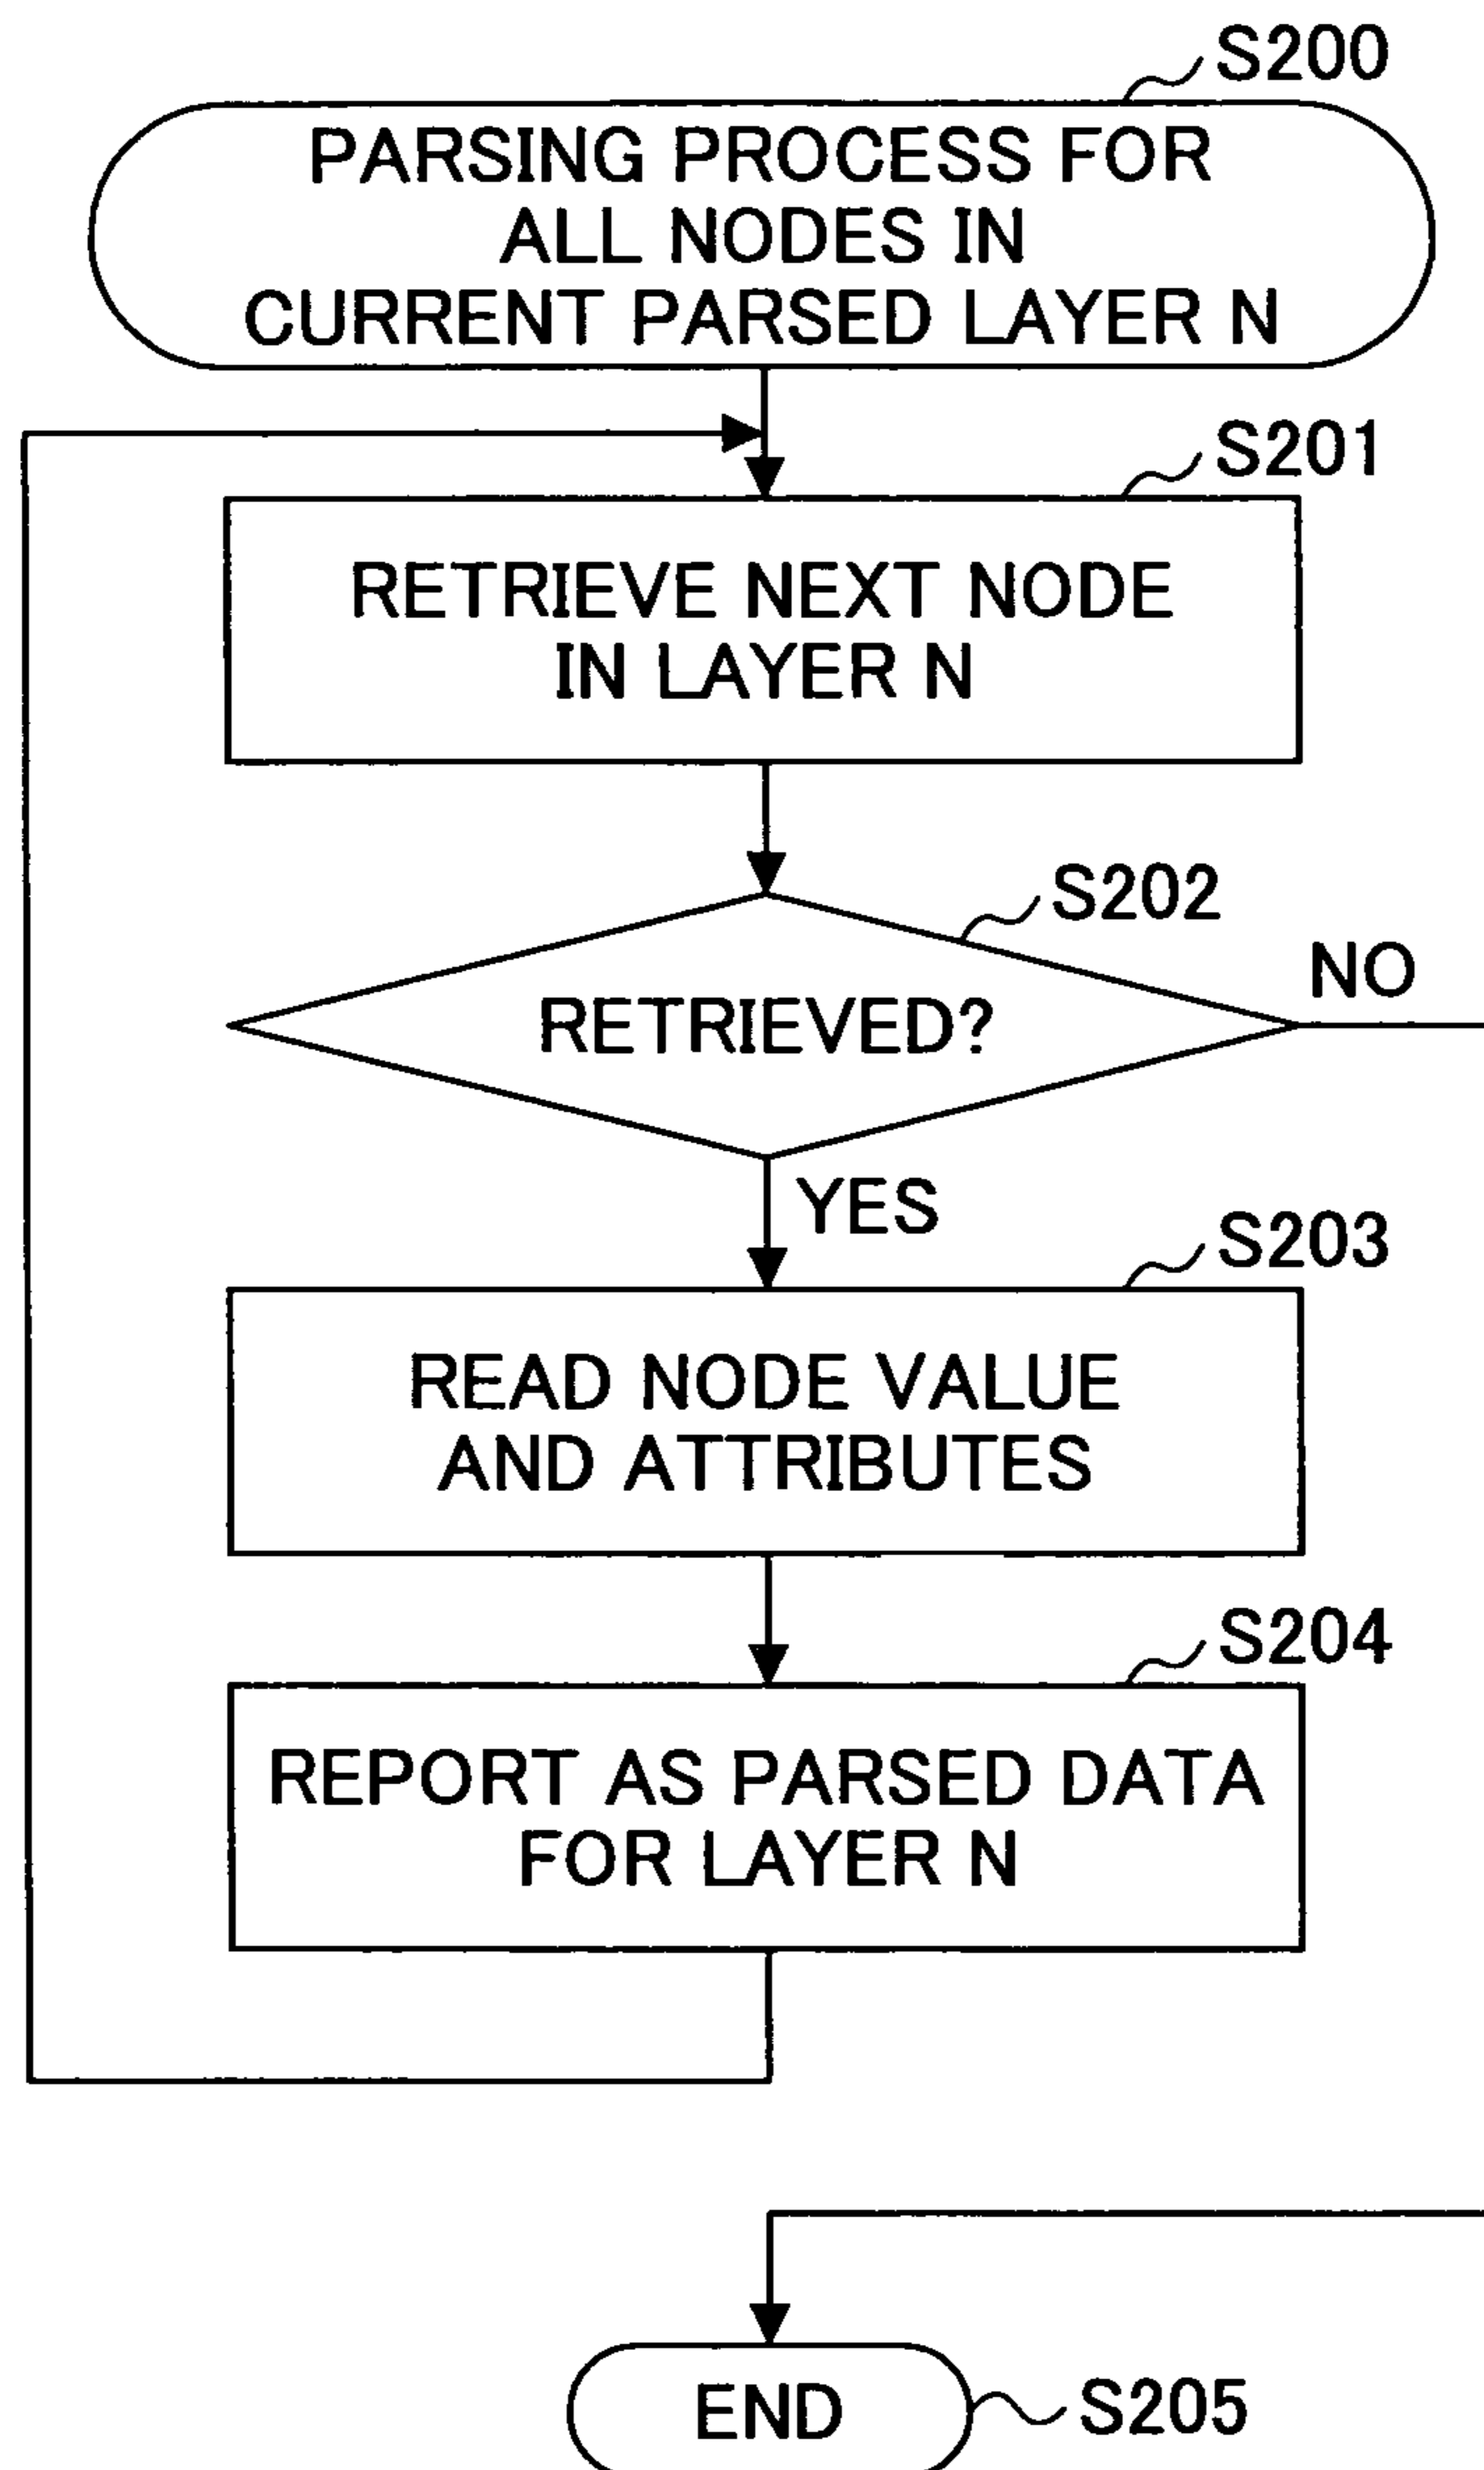 S200
PARSING PROCESS FOR
ALL NODES IN
CURRENT PARSED LAYER N
S201
RETRIEVE NEXT NODE
IN LAYER N
S202
NO
RETRIEVED?
YES
S203
READ NODE VALUE
AND ATTRIBUTES
S204
REPORT AS PARSED DATA
FOR LAYER N
END
S205